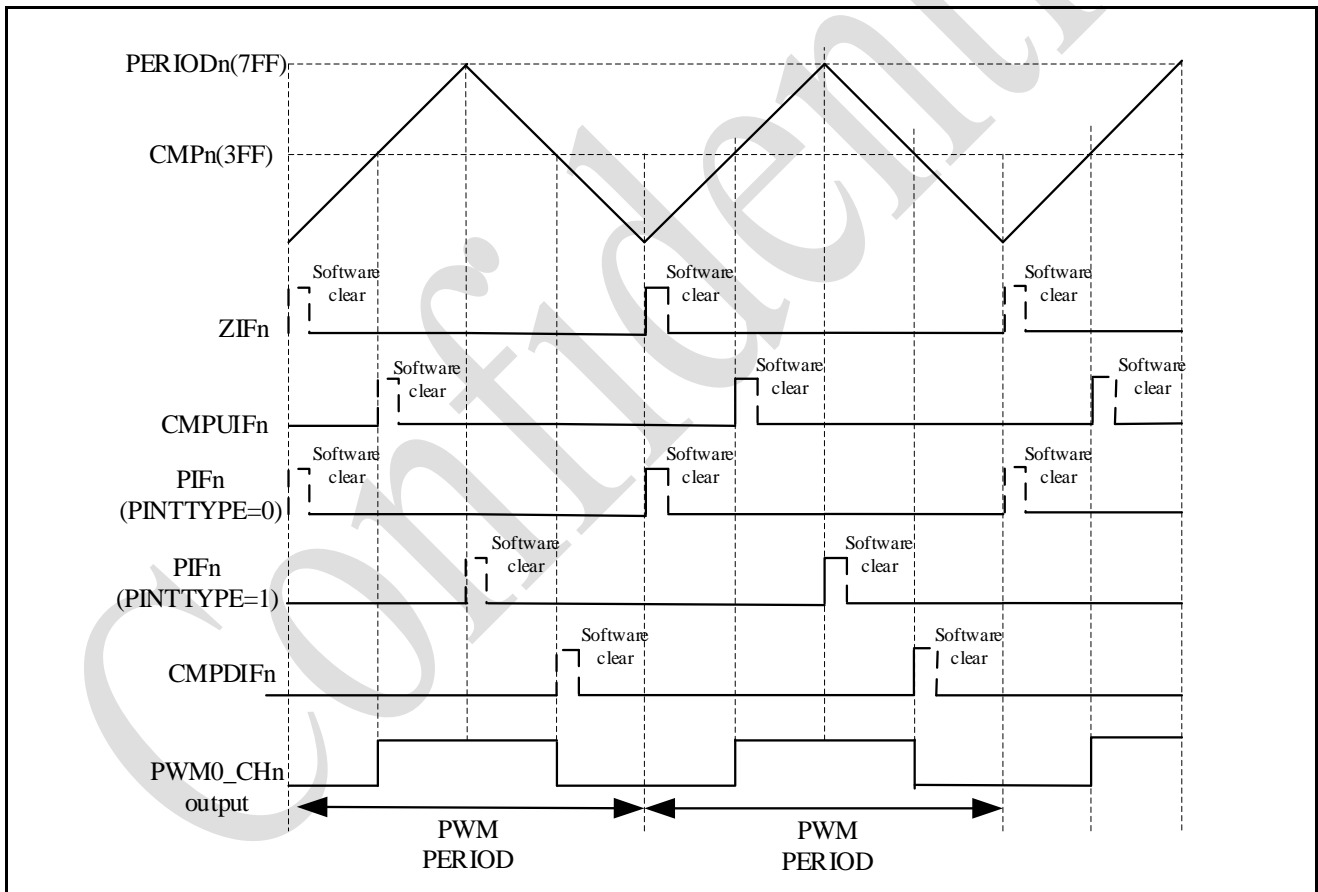 PERIODn(7FF)
CMPn(3FF)
Software
clear
Software
clear
Software
clear
ZIFn
Software
clear
Software
clear
Software
clear
CMPUIFn
Software
clear
Software
clear
Software
clear
PIFn
(PINTTYPE=0)
Software
clear
Software
clear
PIFn
(PINTTYPE=1)
Software
clear
Software
clear
CMPDIFn
PWM0_CHn
output
PWM
PERIOD
PWM
PERIOD
Confidenti